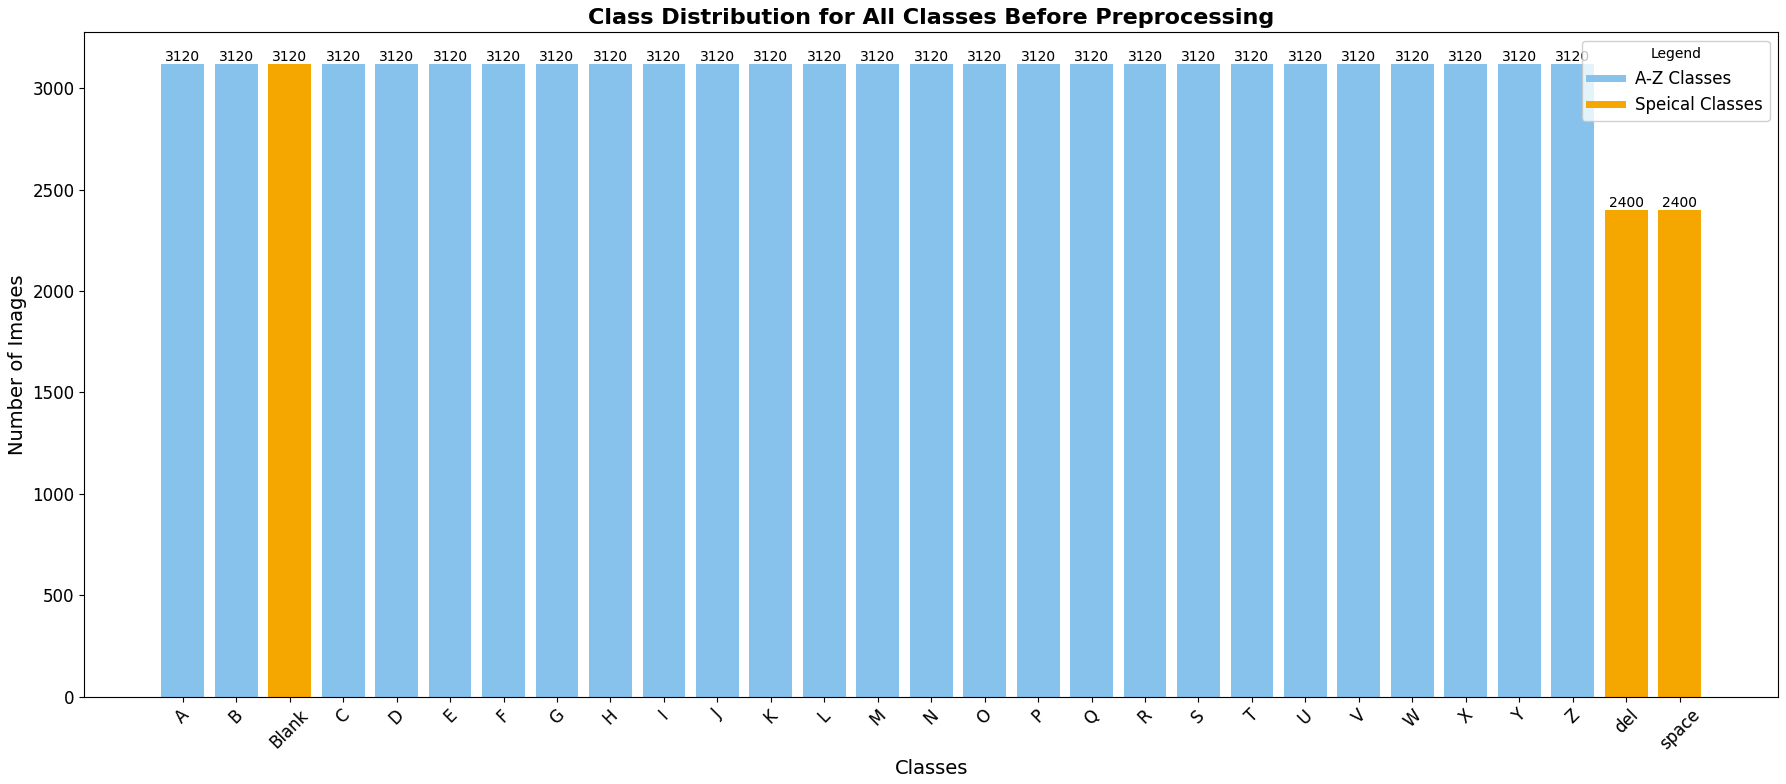 Class Distribution for All Classes Before Preprocessing
3120 3120 3120 3120 3120 3120 3120 3120 3120 3120 3120 3120 3120 3120 3120 3120 3120 3120 3120 3120 3120 3120 3120 3120 3120 3120 3120
2400 2400
Legend
A-Z Classes
Speical Classes
3000
2500
2000
1500
1000
500
0
Number of Images
A B Blank C D E F G H I J K L M N O P Q R S T U V W X Y Z del space
Classes